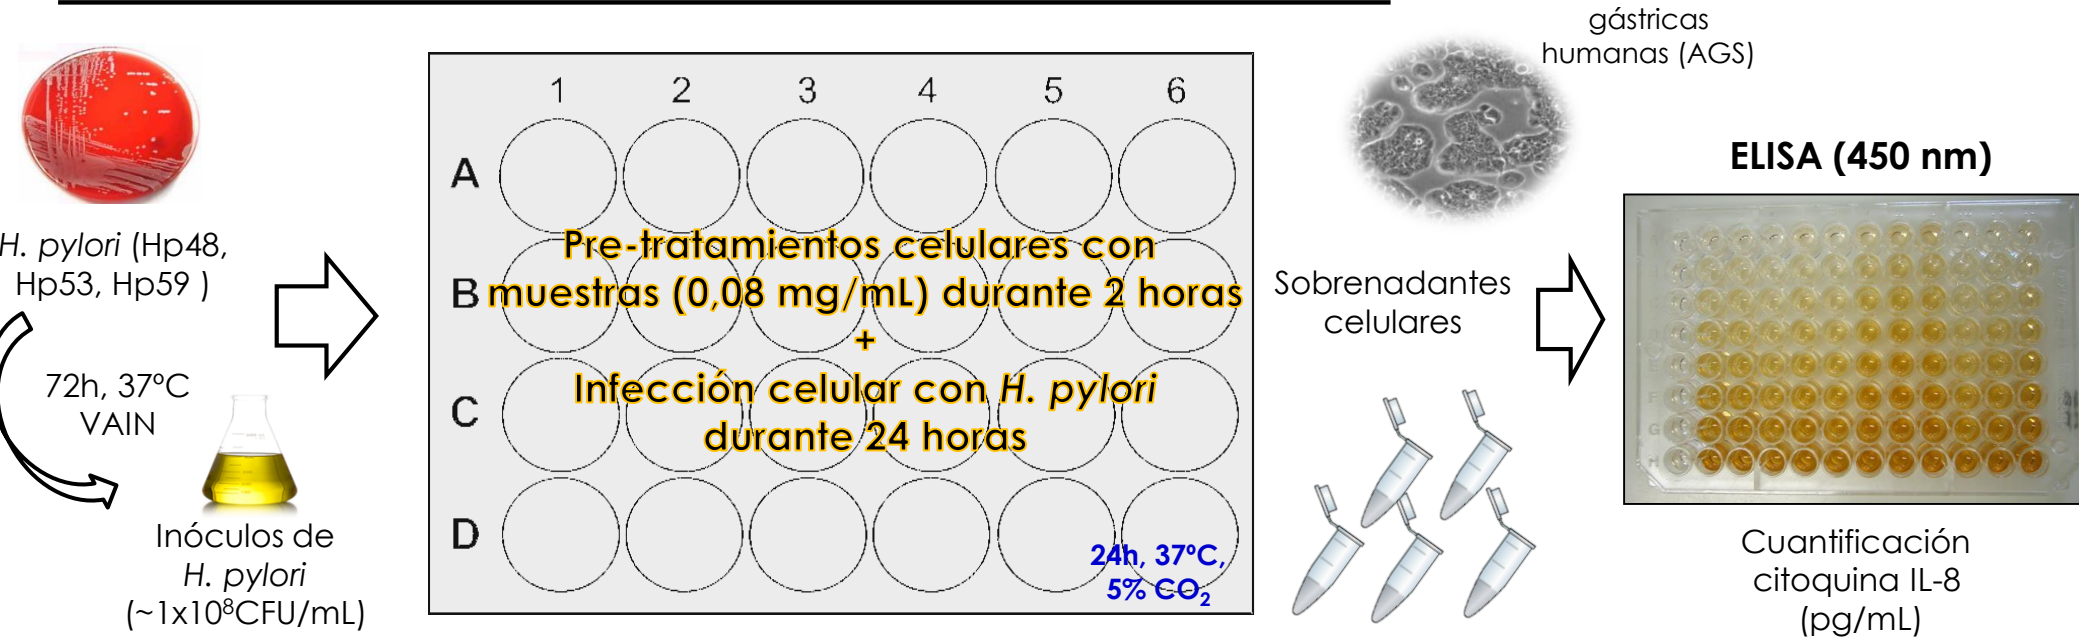 gástricas
humanas (AGS)
H. pylori (Hp48,
Hp53, Hp59 )
72h, 37ºC
VAIN
Inóculos de
H. pylori
(~1x10⁸CFU/mL)
1 2 3 4 5 6
A
B
C
D
Pre-tratamientos celulares con
muestras (0,08 mg/mL) durante 2 horas
+
Infección celular con H. pylori
durante 24 horas
24h, 37ºC,
5% CO₂
Sobrenadantes
celulares
ELISA (450 nm)
Cuantificación
citoquina IL-8
(pg/mL)